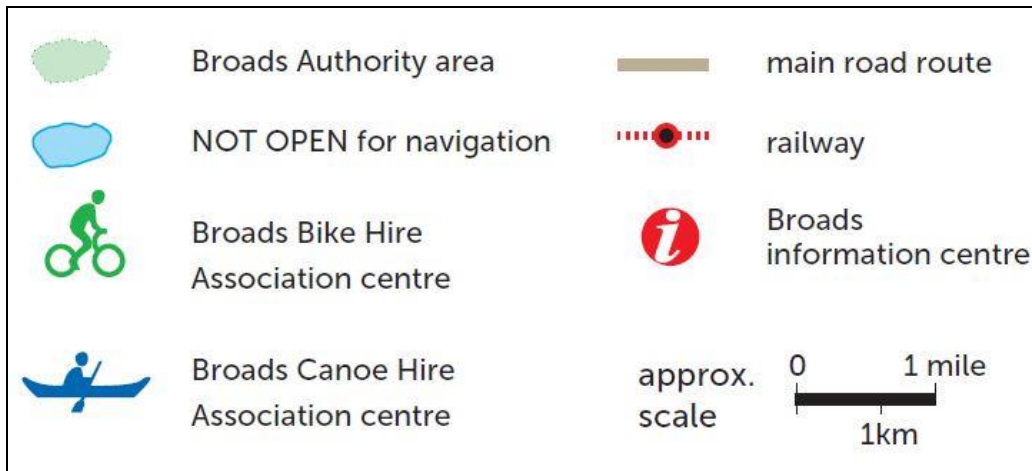 Broads Authority area
NOT OPEN for navigation
Broads Bike Hire
Association centre
Broads Canoe Hire
Association centre
main road route
railway
i
Broads
information centre
approx.
scale
0 1 mile
1km